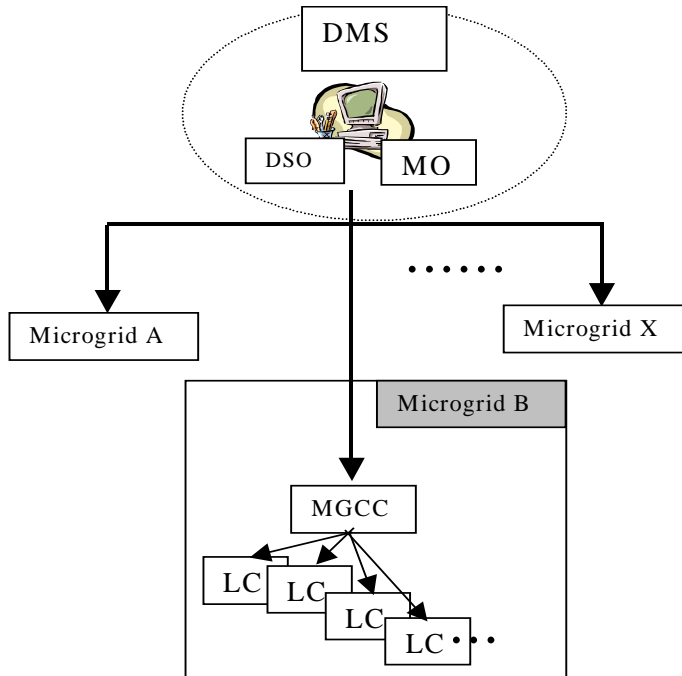 DMS
DSO
MO
......
Microgrid A
Microgrid X
Microgrid B
MGCC
LC
LC
LC
LC...